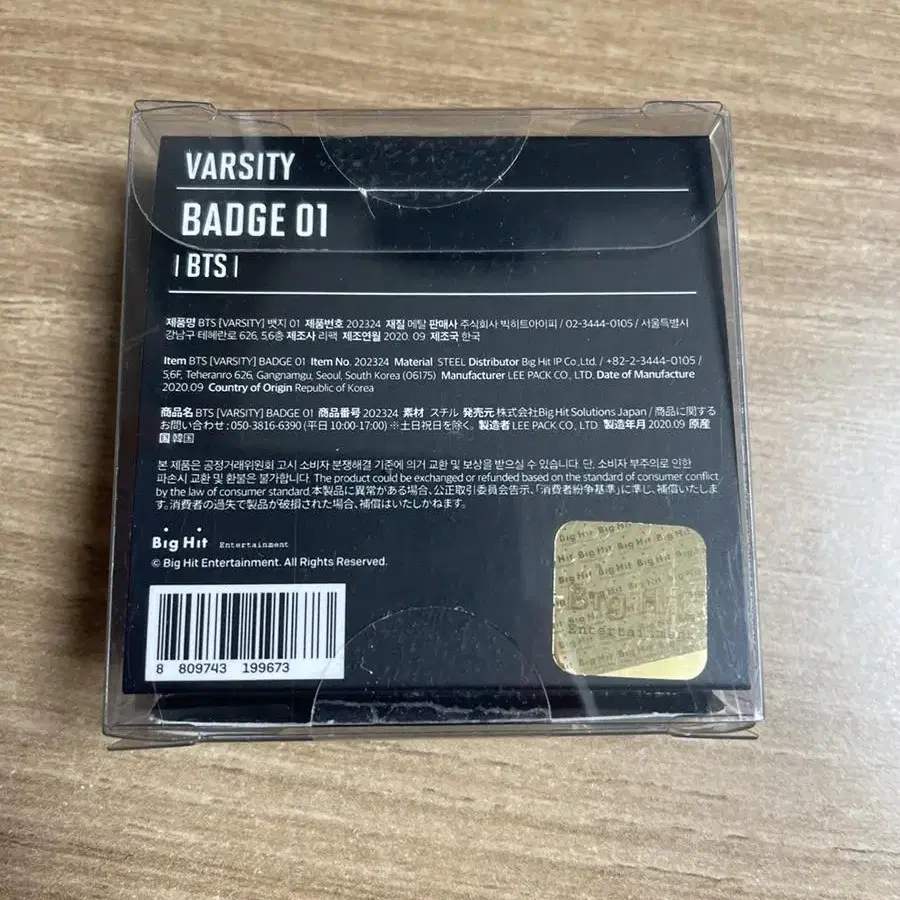 VARSITY
BADGE 01
| BTS |
제품명 BTS [VARSITY] 뱃지 01 제품번호 202324 재질 메탈 판매사 주식회사 빅히트아이피 / 02-3444-0105 / 서울특별시
강남구 테헤란로 626, 5,6층 제조사 리팩 제조연월 2020. 09 제조국 한국
Item BTS [VARSITY] BADGE 01 Item No. 202324 Material STEEL Distributor Big Hit IP Co., Ltd. / +82-2-3444-0105 /
5,6F, Teheranro 626, Gangnamgu, Seoul, South Korea (06175) Manufacturer LEE PACK CO., LTD. Date of Manufacture
2020.09 Country of Origin Republic of Korea
商品名 BTS [VARSITY] BADGE 01 商品番号 202324 素材 スチル 発売元 株式会社Big Hit Solutions Japan / 商品に関する
お問い合わせ : 050-3816-6390 (平日 10:00-17:00) ※土日祝日を除く。 製造者 LEE PACK CO., LTD 製造年月 2020.09 原産
国 韓国
본 제품은 공정거래위원회 고시 소비자 분쟁해결 기준에 의거 교환 및 보상을 받으실 수 있습니다. 단, 소비자 부주의로 인한
파손시 교환 및 환불은 불가합니다. The product could be exchanged or refunded based on the standard of consumer conflict
by the law of consumer standard. 本製品に異常がある場合、公正取引委員会告示、「消費者紛争基準」に準し、補償いたしま
す。消費者の過失で製品が破損された場合、補償はいたしかねます。
Big Hit Entertainment
© Big Hit Entertainment. All Rights Reserved.
8 809743 199673
Big Hit Big Hit Big Hit
Big Hit
Entertainment
Big Hit Big Hit